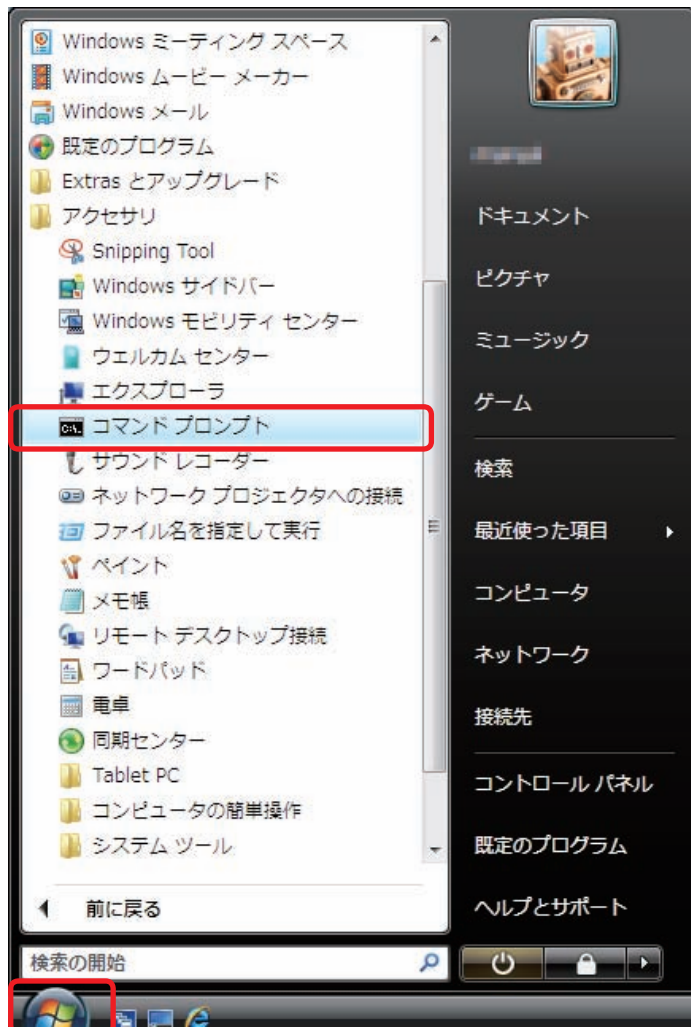 Windows ミーティング スペース
Windows ムービー メーカー
Windows メール
既定のプログラム
Extras とアップグレード
アクセサリ
Snipping Tool
Windows サイドバー
Windows モビリティ センター
ウェルカム センター
エクスプローラ
コマンド プロンプト
サウンド レコーダー
ネットワーク プロジェクタへの接続
ファイル名を指定して実行
ペイント
メモ帳
リモート デスクトップ接続
ワードパッド
電卓
同期センター
Tablet PC
コンピュータの簡単操作
システム ツール
前に戻る
検索の開始
ドキュメント
ピクチャ
ミュージック
ゲーム
検索
最近使った項目
コンピュータ
ネットワーク
接続先
コントロール パネル
既定のプログラム
ヘルプとサポート